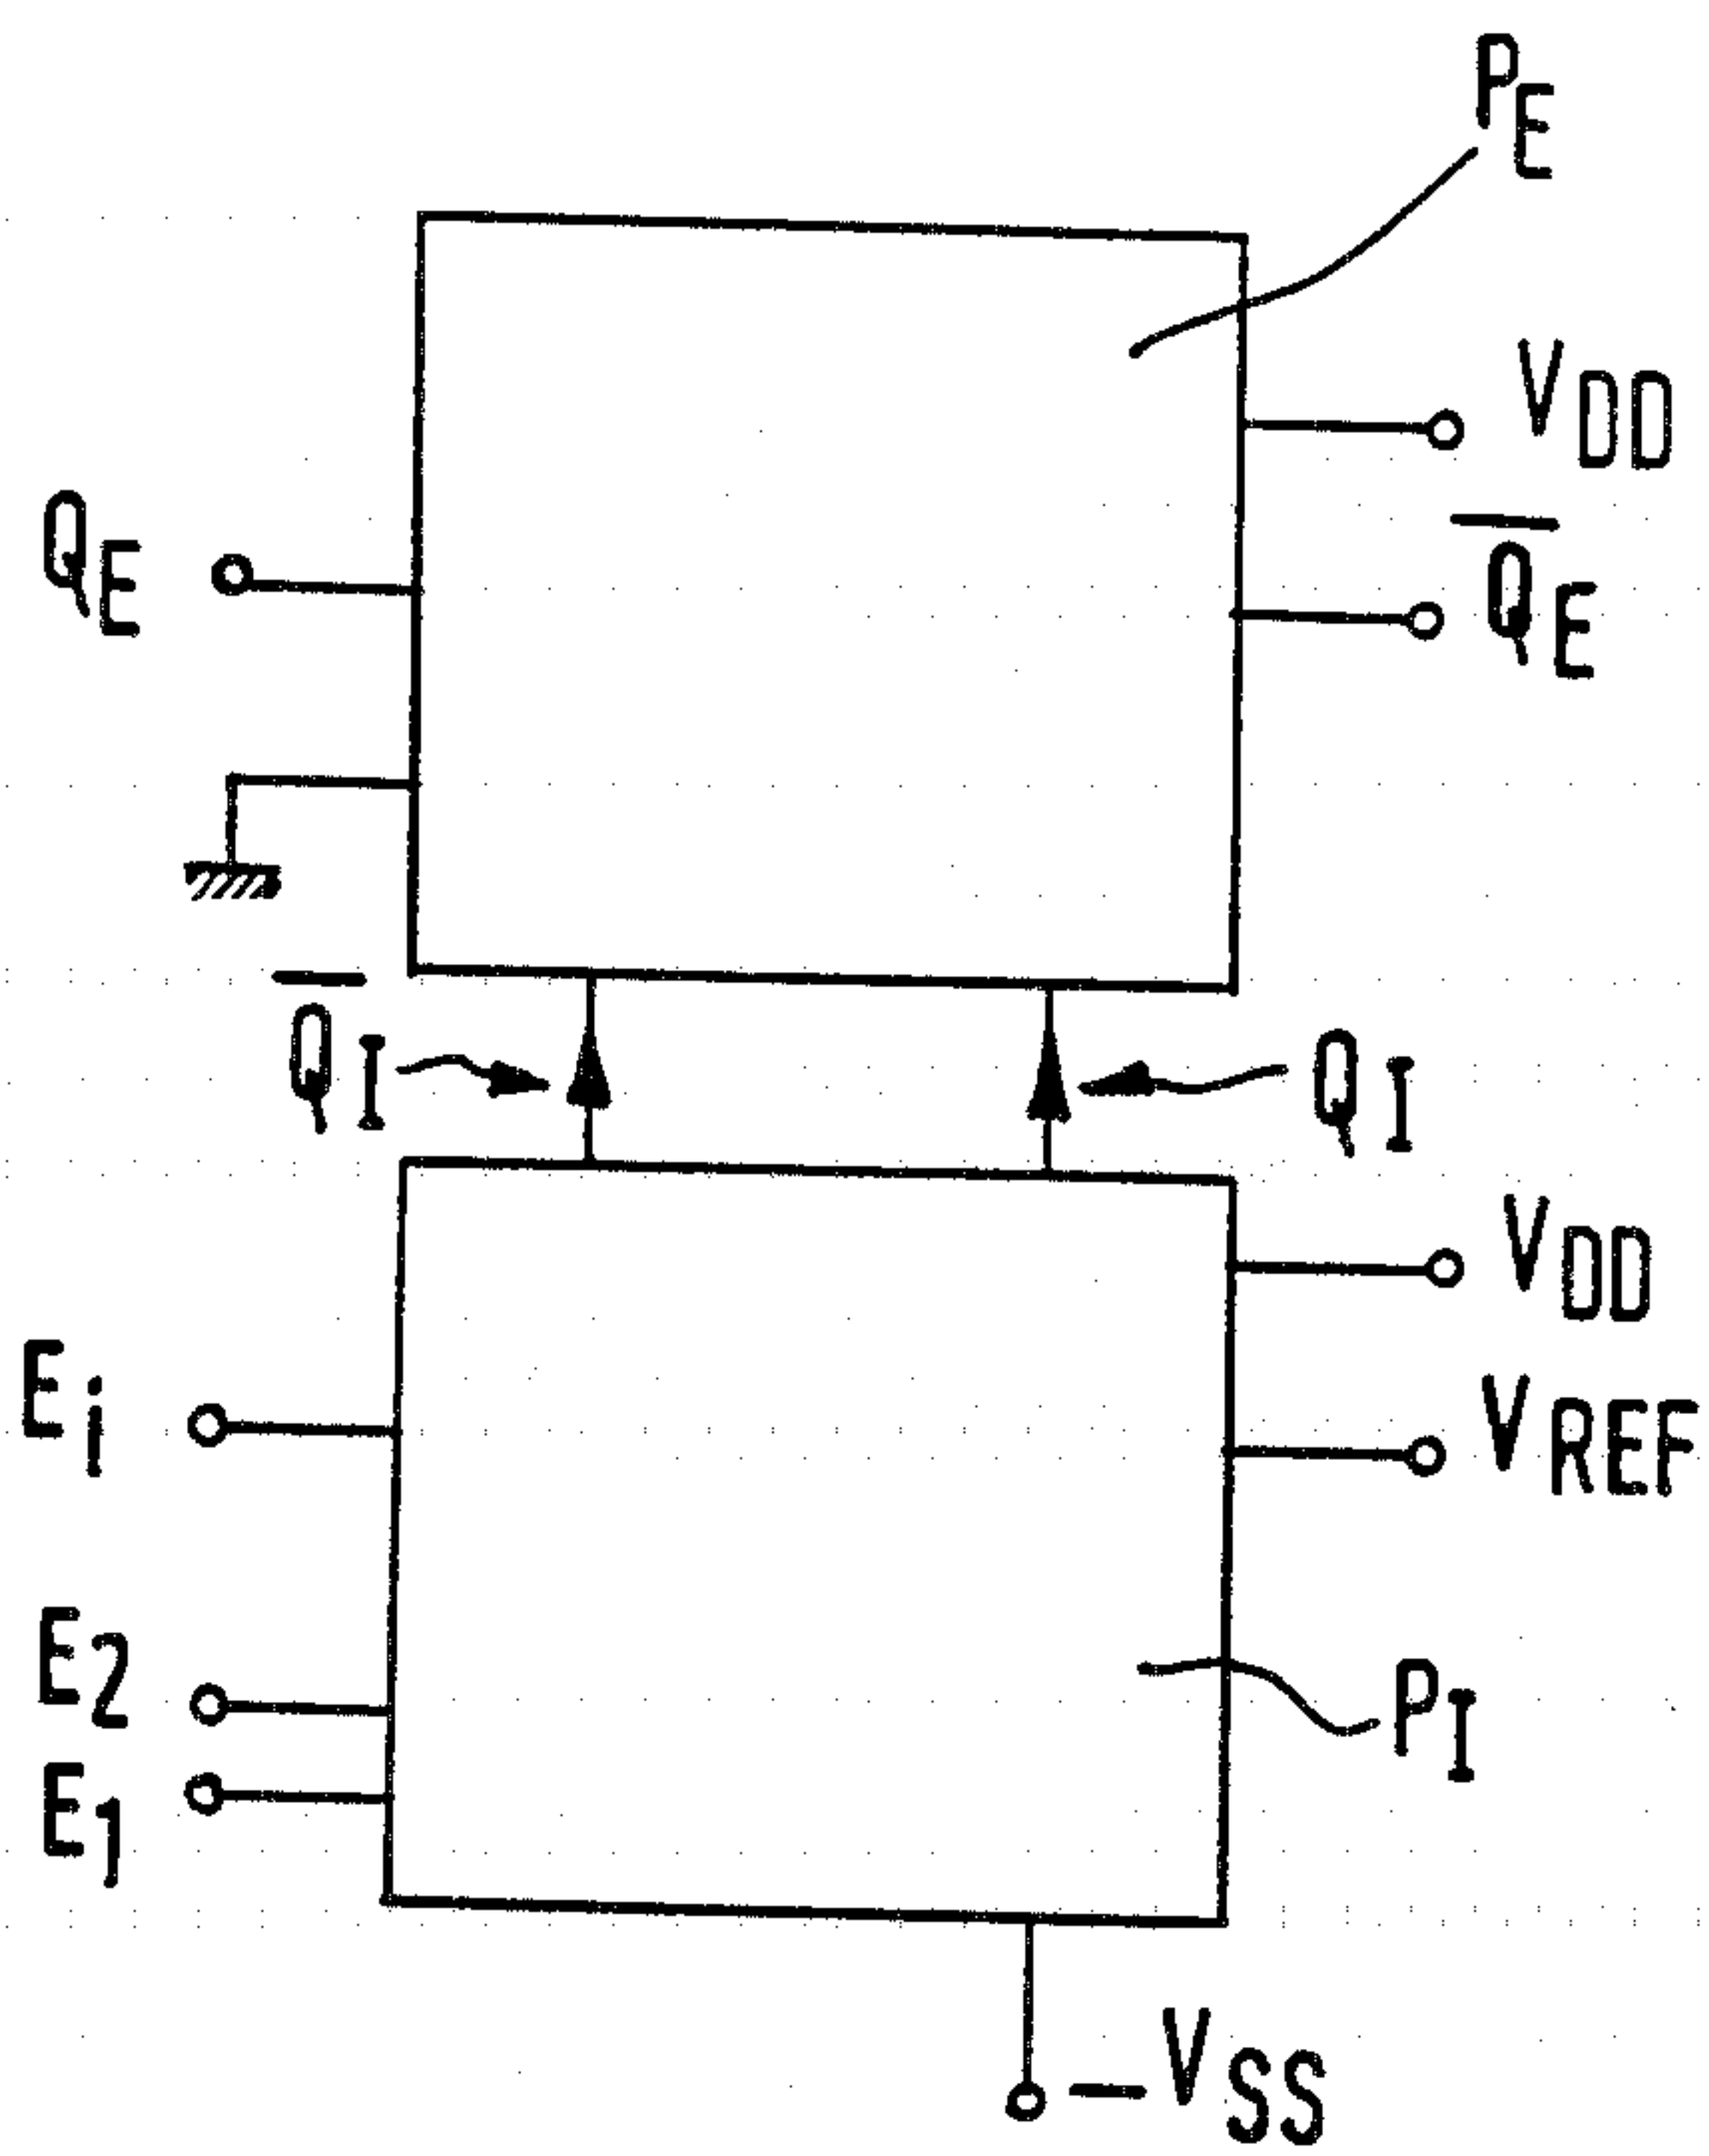 P_E
V_DD
Q_E
Q̅_E
Q̅_I
Q_I
V_DD
E_i
V_REF
E_2
P_I
E_1
–V_SS